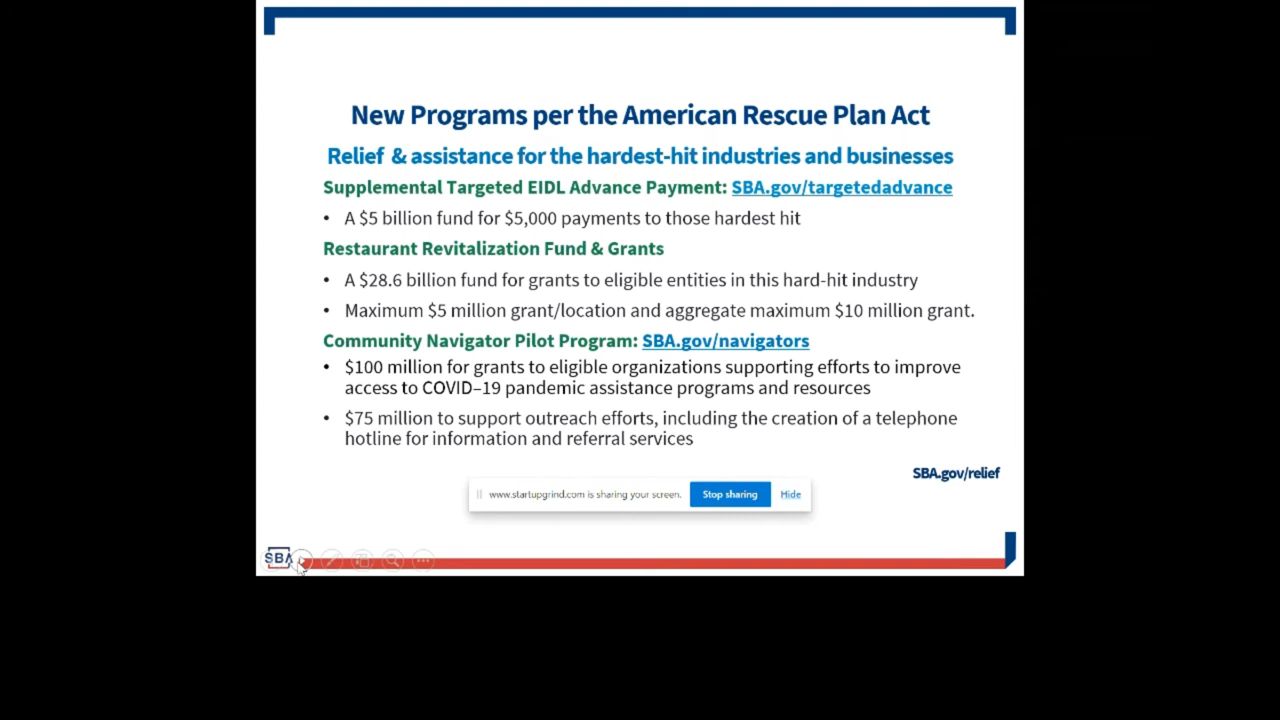 New Programs per the American Rescue Plan Act
Relief & assistance for the hardest-hit industries and businesses
Supplemental Targeted EIDL Advance Payment: SBA.gov/targetedadvance
• A $5 billion fund for $5,000 payments to those hardest hit
Restaurant Revitalization Fund & Grants
• A $28.6 billion fund for grants to eligible entities in this hard-hit industry
• Maximum $5 million grant/location and aggregate maximum $10 million grant.
Community Navigator Pilot Program: SBA.gov/navigators
• $100 million for grants to eligible organizations supporting efforts to improve
access to COVID–19 pandemic assistance programs and resources
• $75 million to support outreach efforts, including the creation of a telephone
hotline for information and referral services
SBA.gov/relief
www.startupgrind.com is sharing your screen. Stop sharing Hide
SBA